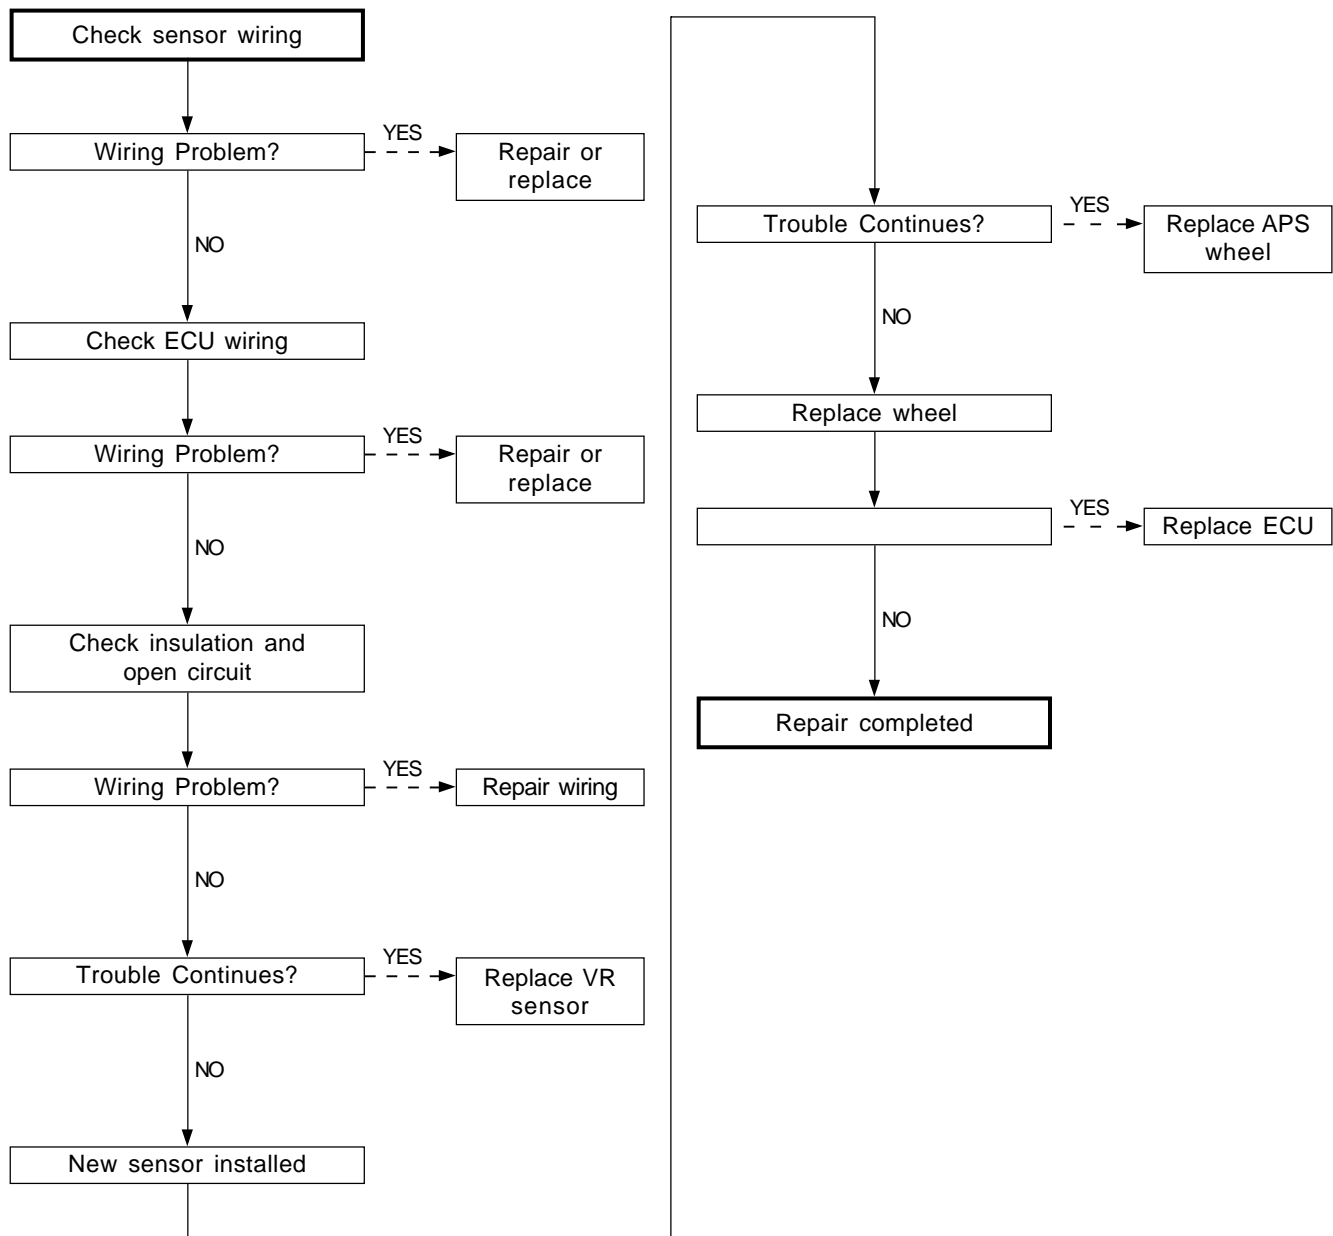 Check sensor wiring
Wiring Problem?
YES
Repair or
replace
NO
Check ECU wiring
Wiring Problem?
YES
Repair or
replace
NO
Check insulation and
open circuit
Wiring Problem?
YES
Repair wiring
NO
Trouble Continues?
YES
Replace VR
sensor
NO
New sensor installed
Trouble Continues?
YES
Replace APS
wheel
NO
Replace wheel
YES
Replace ECU
NO
Repair completed